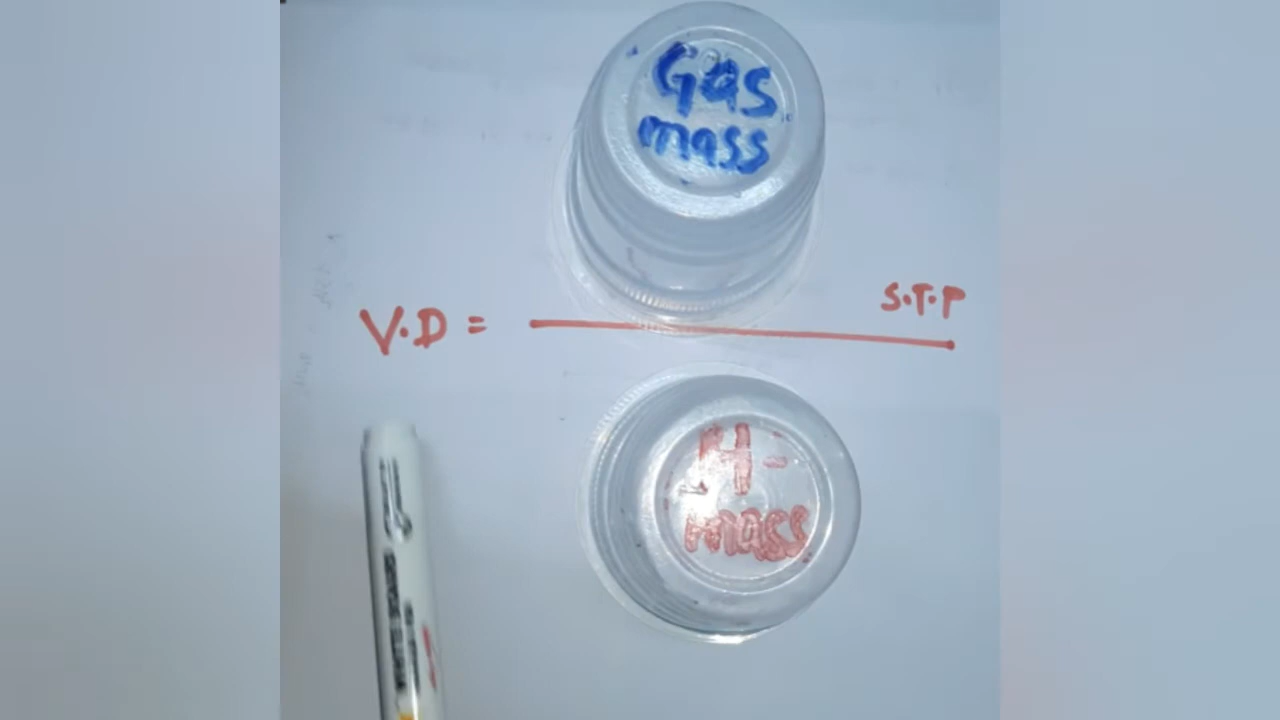 Gas
mass
S.T.P
V.D =
H-
mass